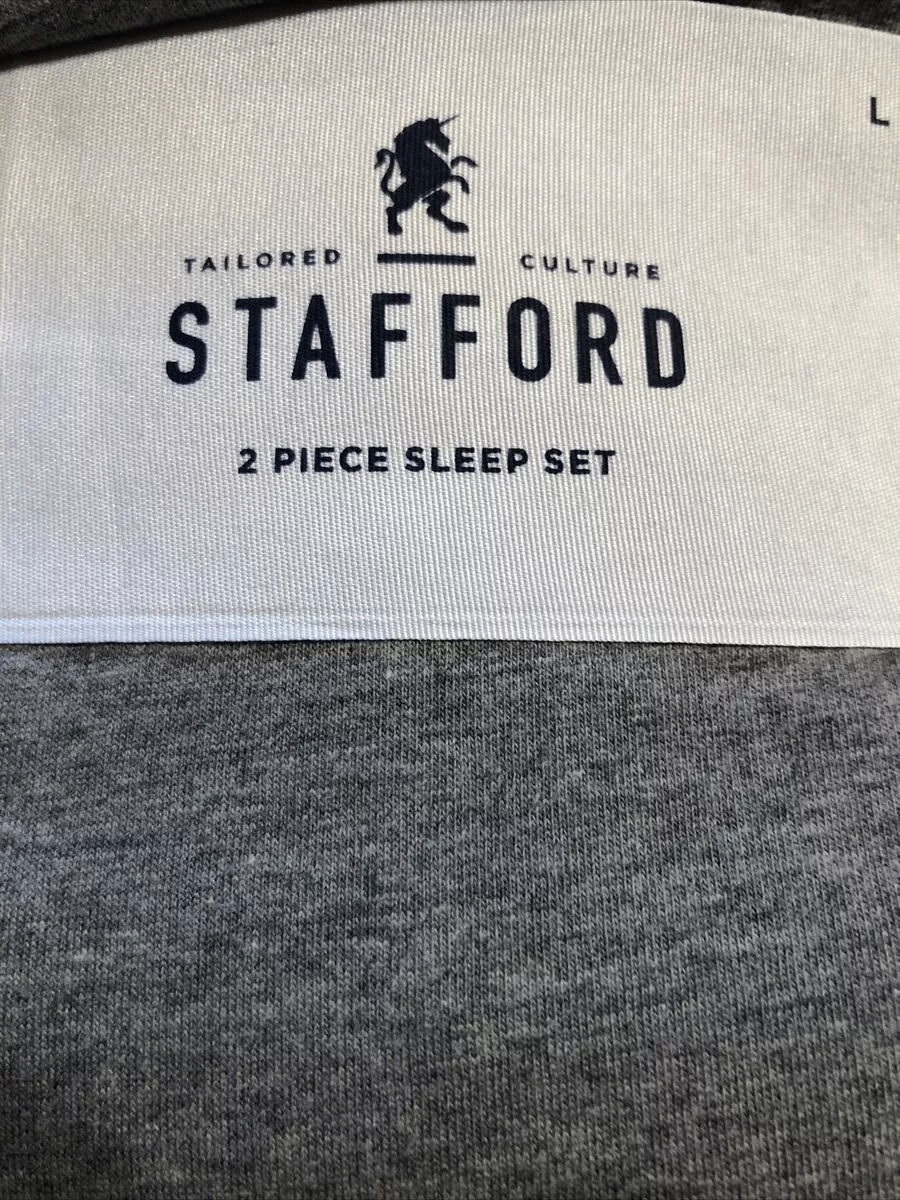 L
TAILORED CULTURE
STAFFORD
2 PIECE SLEEP SET